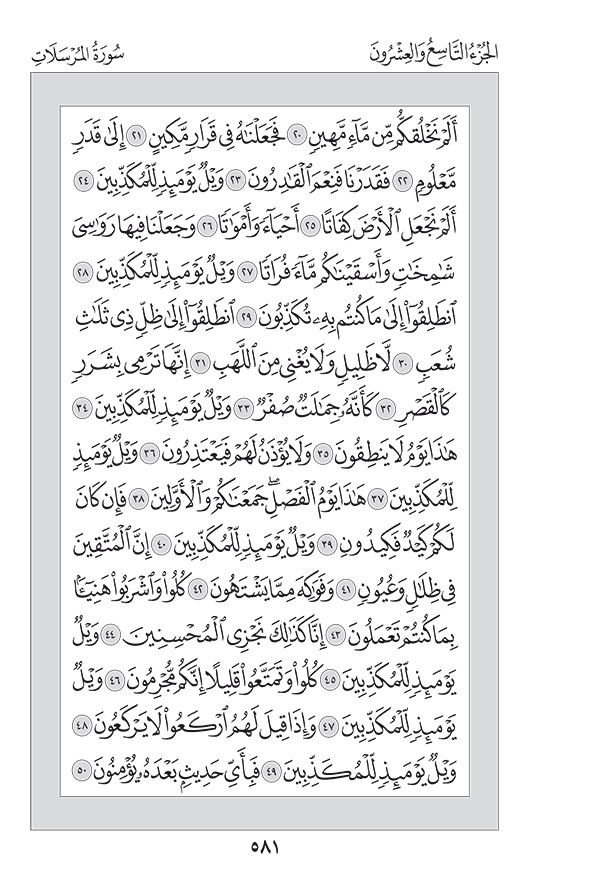 الجُزْءُ التَّاسِعُ وَالعِشْرُونَ
سُورَةُ المُرْسَلَاتِ
أَلَمْ نَخْلُقكُّم مِّن مَّآءٍ مَّهِينٍ ٢٠ فَجَعَلْنَٰهُ فِى قَرَارٍ مَّكِينٍ ٢١ إِلَىٰ قَدَرٍ
مَّعْلُومٍ ٢٢ فَقَدَرْنَا فَنِعْمَ ٱلْقَٰدِرُونَ ٢٣ وَيْلٌ يَوْمَئِذٍ لِّلْمُكَذِّبِينَ ٢٤
أَلَمْ نَجْعَلِ ٱلْأَرْضَ كِفَاتًا ٢٥ أَحْيَآءً وَأَمْوَٰتًا ٢٦ وَجَعَلْنَا فِيهَا رَوَٰسِىَ
شَٰمِخَٰتٍ وَأَسْقَيْنَٰكُم مَّآءً فُرَاتًا ٢٧ وَيْلٌ يَوْمَئِذٍ لِّلْمُكَذِّبِينَ ٢٨
ٱنطَلِقُوٓا۟ إِلَىٰ مَا كُنتُم بِهِۦ تُكَذِّبُونَ ٢٩ ٱنطَلِقُوٓا۟ إِلَىٰ ظِلٍّ ذِى ثَلَٰثِ
شُعَبٍ ٣٠ لَّا ظَلِيلٍ وَلَا يُغْنِى مِنَ ٱللَّهَبِ ٣١ إِنَّهَا تَرْمِى بِشَرَرٍ
كَٱلْقَصْرِ ٣٢ كَأَنَّهُۥ جِمَٰلَتٌ صُفْرٌ ٣٣ وَيْلٌ يَوْمَئِذٍ لِّلْمُكَذِّبِينَ ٣٤
هَٰذَا يَوْمُ لَا يَنطِقُونَ ٣٥ وَلَا يُؤْذَنُ لَهُمْ فَيَعْتَذِرُونَ ٣٦ وَيْلٌ يَوْمَئِذٍ
لِّلْمُكَذِّبِينَ ٣٧ هَٰذَا يَوْمُ ٱلْفَصْلِ ۖ جَمَعْنَٰكُمْ وَٱلْأَوَّلِينَ ٣٨ فَإِن كَانَ
لَكُمْ كَيْدٌ فَكِيدُونِ ٣٩ وَيْلٌ يَوْمَئِذٍ لِّلْمُكَذِّبِينَ ٤٠ إِنَّ ٱلْمُتَّقِينَ
فِى ظِلَٰلٍ وَعُيُونٍ ٤١ وَفَوَٰكِهَ مِمَّا يَشْتَهُونَ ٤٢ كُلُوا۟ وَٱشْرَبُوا۟ هَنِيٓـًٔۢا
بِمَا كُنتُمْ تَعْمَلُونَ ٤٣ إِنَّا كَذَٰلِكَ نَجْزِى ٱلْمُحْسِنِينَ ٤٤ وَيْلٌ
يَوْمَئِذٍ لِّلْمُكَذِّبِينَ ٤٥ كُلُوا۟ وَتَمَتَّعُوا۟ قَلِيلًا إِنَّكُم مُّجْرِمُونَ ٤٦ وَيْلٌ
يَوْمَئِذٍ لِّلْمُكَذِّبِينَ ٤٧ وَإِذَا قِيلَ لَهُمُ ٱرْكَعُوا۟ لَا يَرْكَعُونَ ٤٨
وَيْلٌ يَوْمَئِذٍ لِّلْمُكَذِّبِينَ ٤٩ فَبِأَىِّ حَدِيثٍۭ بَعْدَهُۥ يُؤْمِنُونَ ٥٠
٥٨١